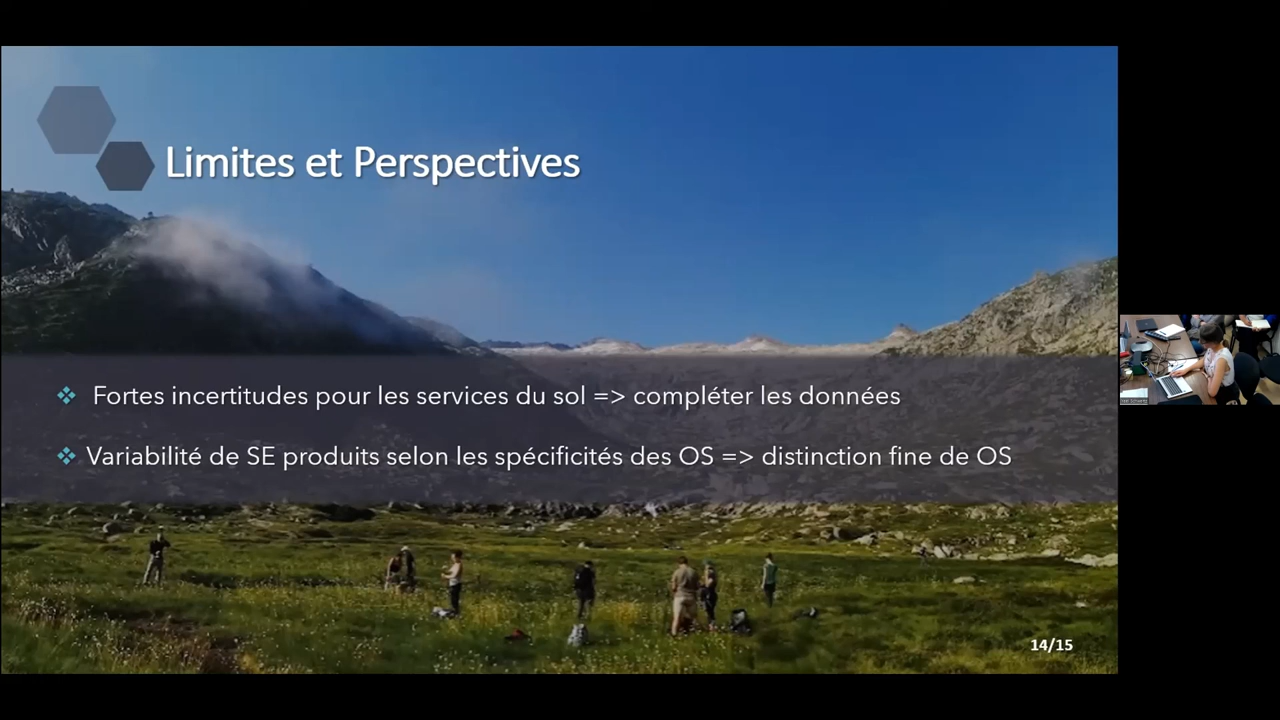 Limites et Perspectives
Fortes incertitudes pour les services du sol => compléter les données
Variabilité de SE produits selon les spécificités des OS => distinction fine de OS
14/15